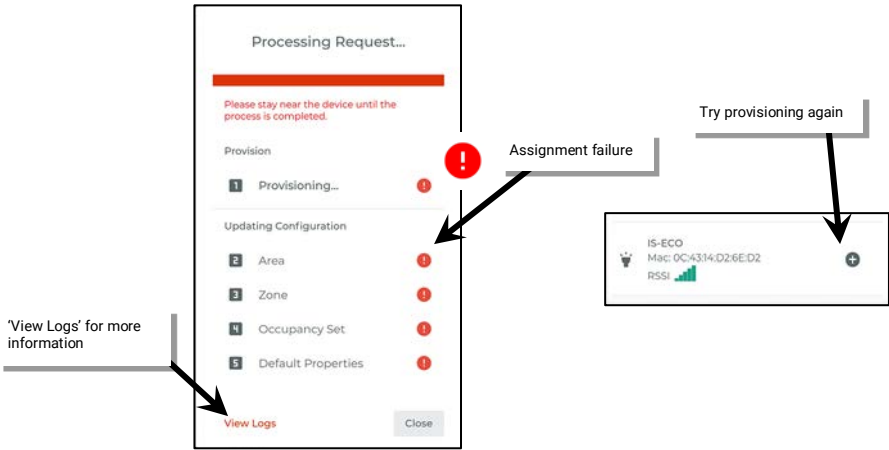 Processing Request...
Please stay near the device until the
process is completed.
Provision
1 Provisioning... !
!
Updating Configuration
2 Area !
3 Zone !
4 Occupancy Set !
5 Default Properties !
View Logs
Close
'View Logs' for more
information
Assignment failure
Try provisioning again
IS-ECO
Mac: 0C:43:14:D2:6E:D2
RSSI